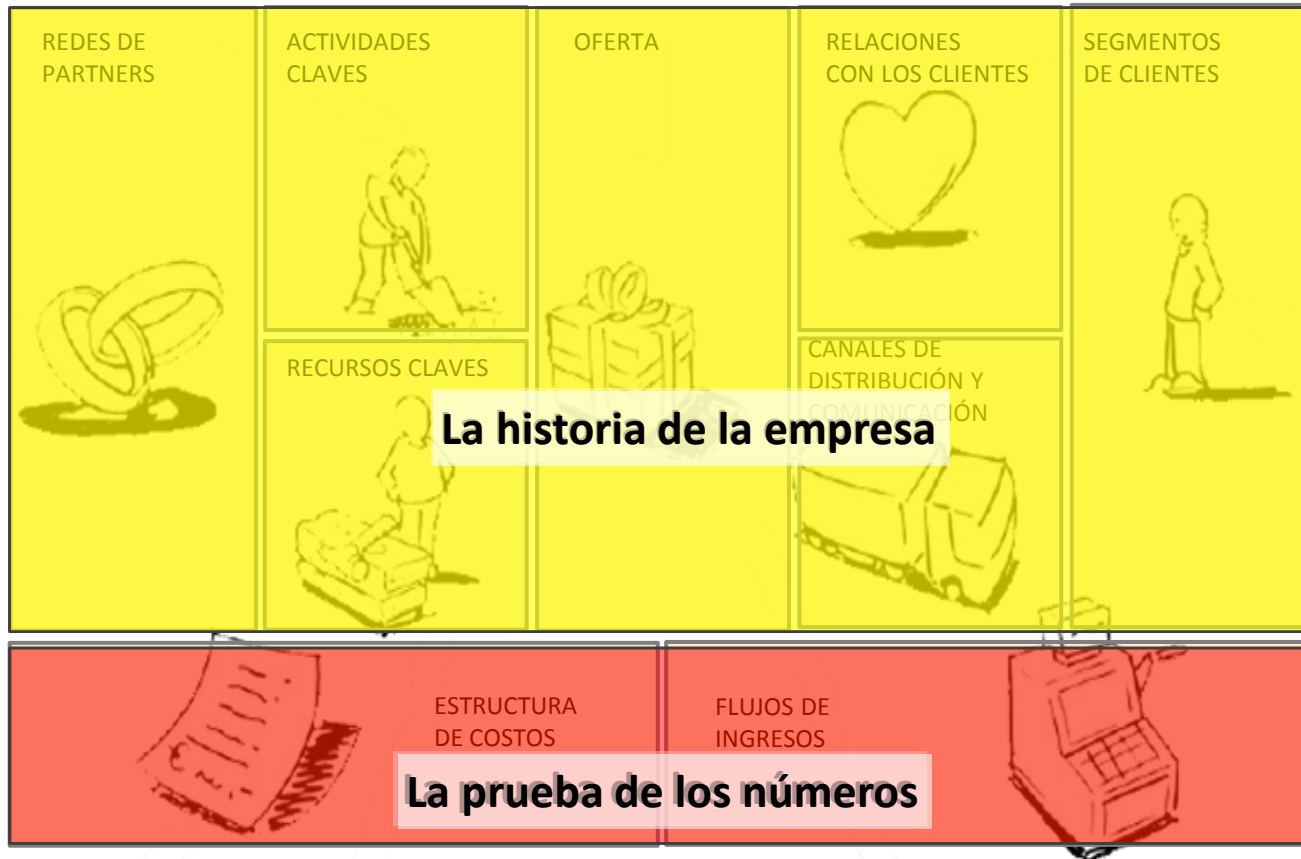 REDES DE
PARTNERS
ACTIVIDADES
CLAVES
OFERTA
RELACIONES
CON LOS CLIENTES
SEGMENTOS
DE CLIENTES
RECURSOS CLAVES
CANALES DE
DISTRIBUCIÓN Y
COMUNICACIÓN
La historia de la empresa
ESTRUCTURA
DE COSTOS
FLUJOS DE
INGRESOS
La prueba de los números